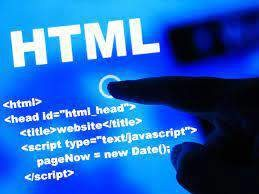 HTML
<html>
<head id="html_head">
<title>website</title>
<script type="text/javascript">
pageNow = new Date();
</script>